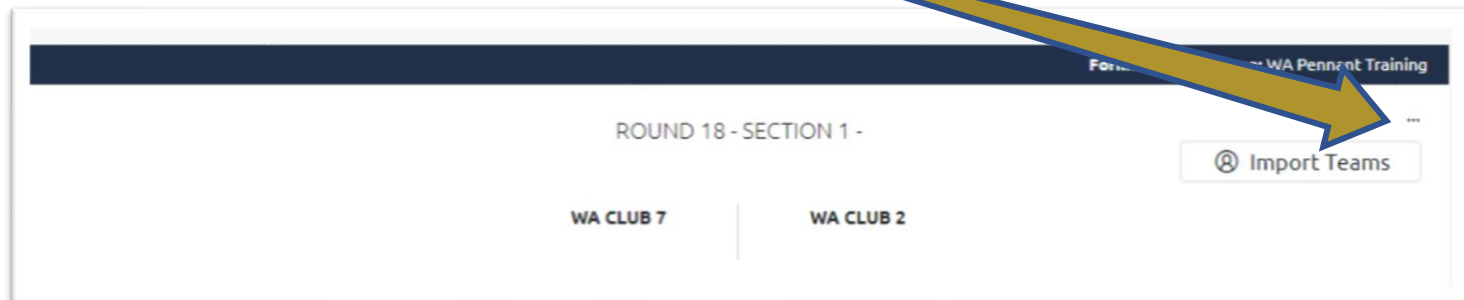 WA Pennant Training
ROUND 18 - SECTION 1 -
...
Import Teams
WA CLUB 7
WA CLUB 2